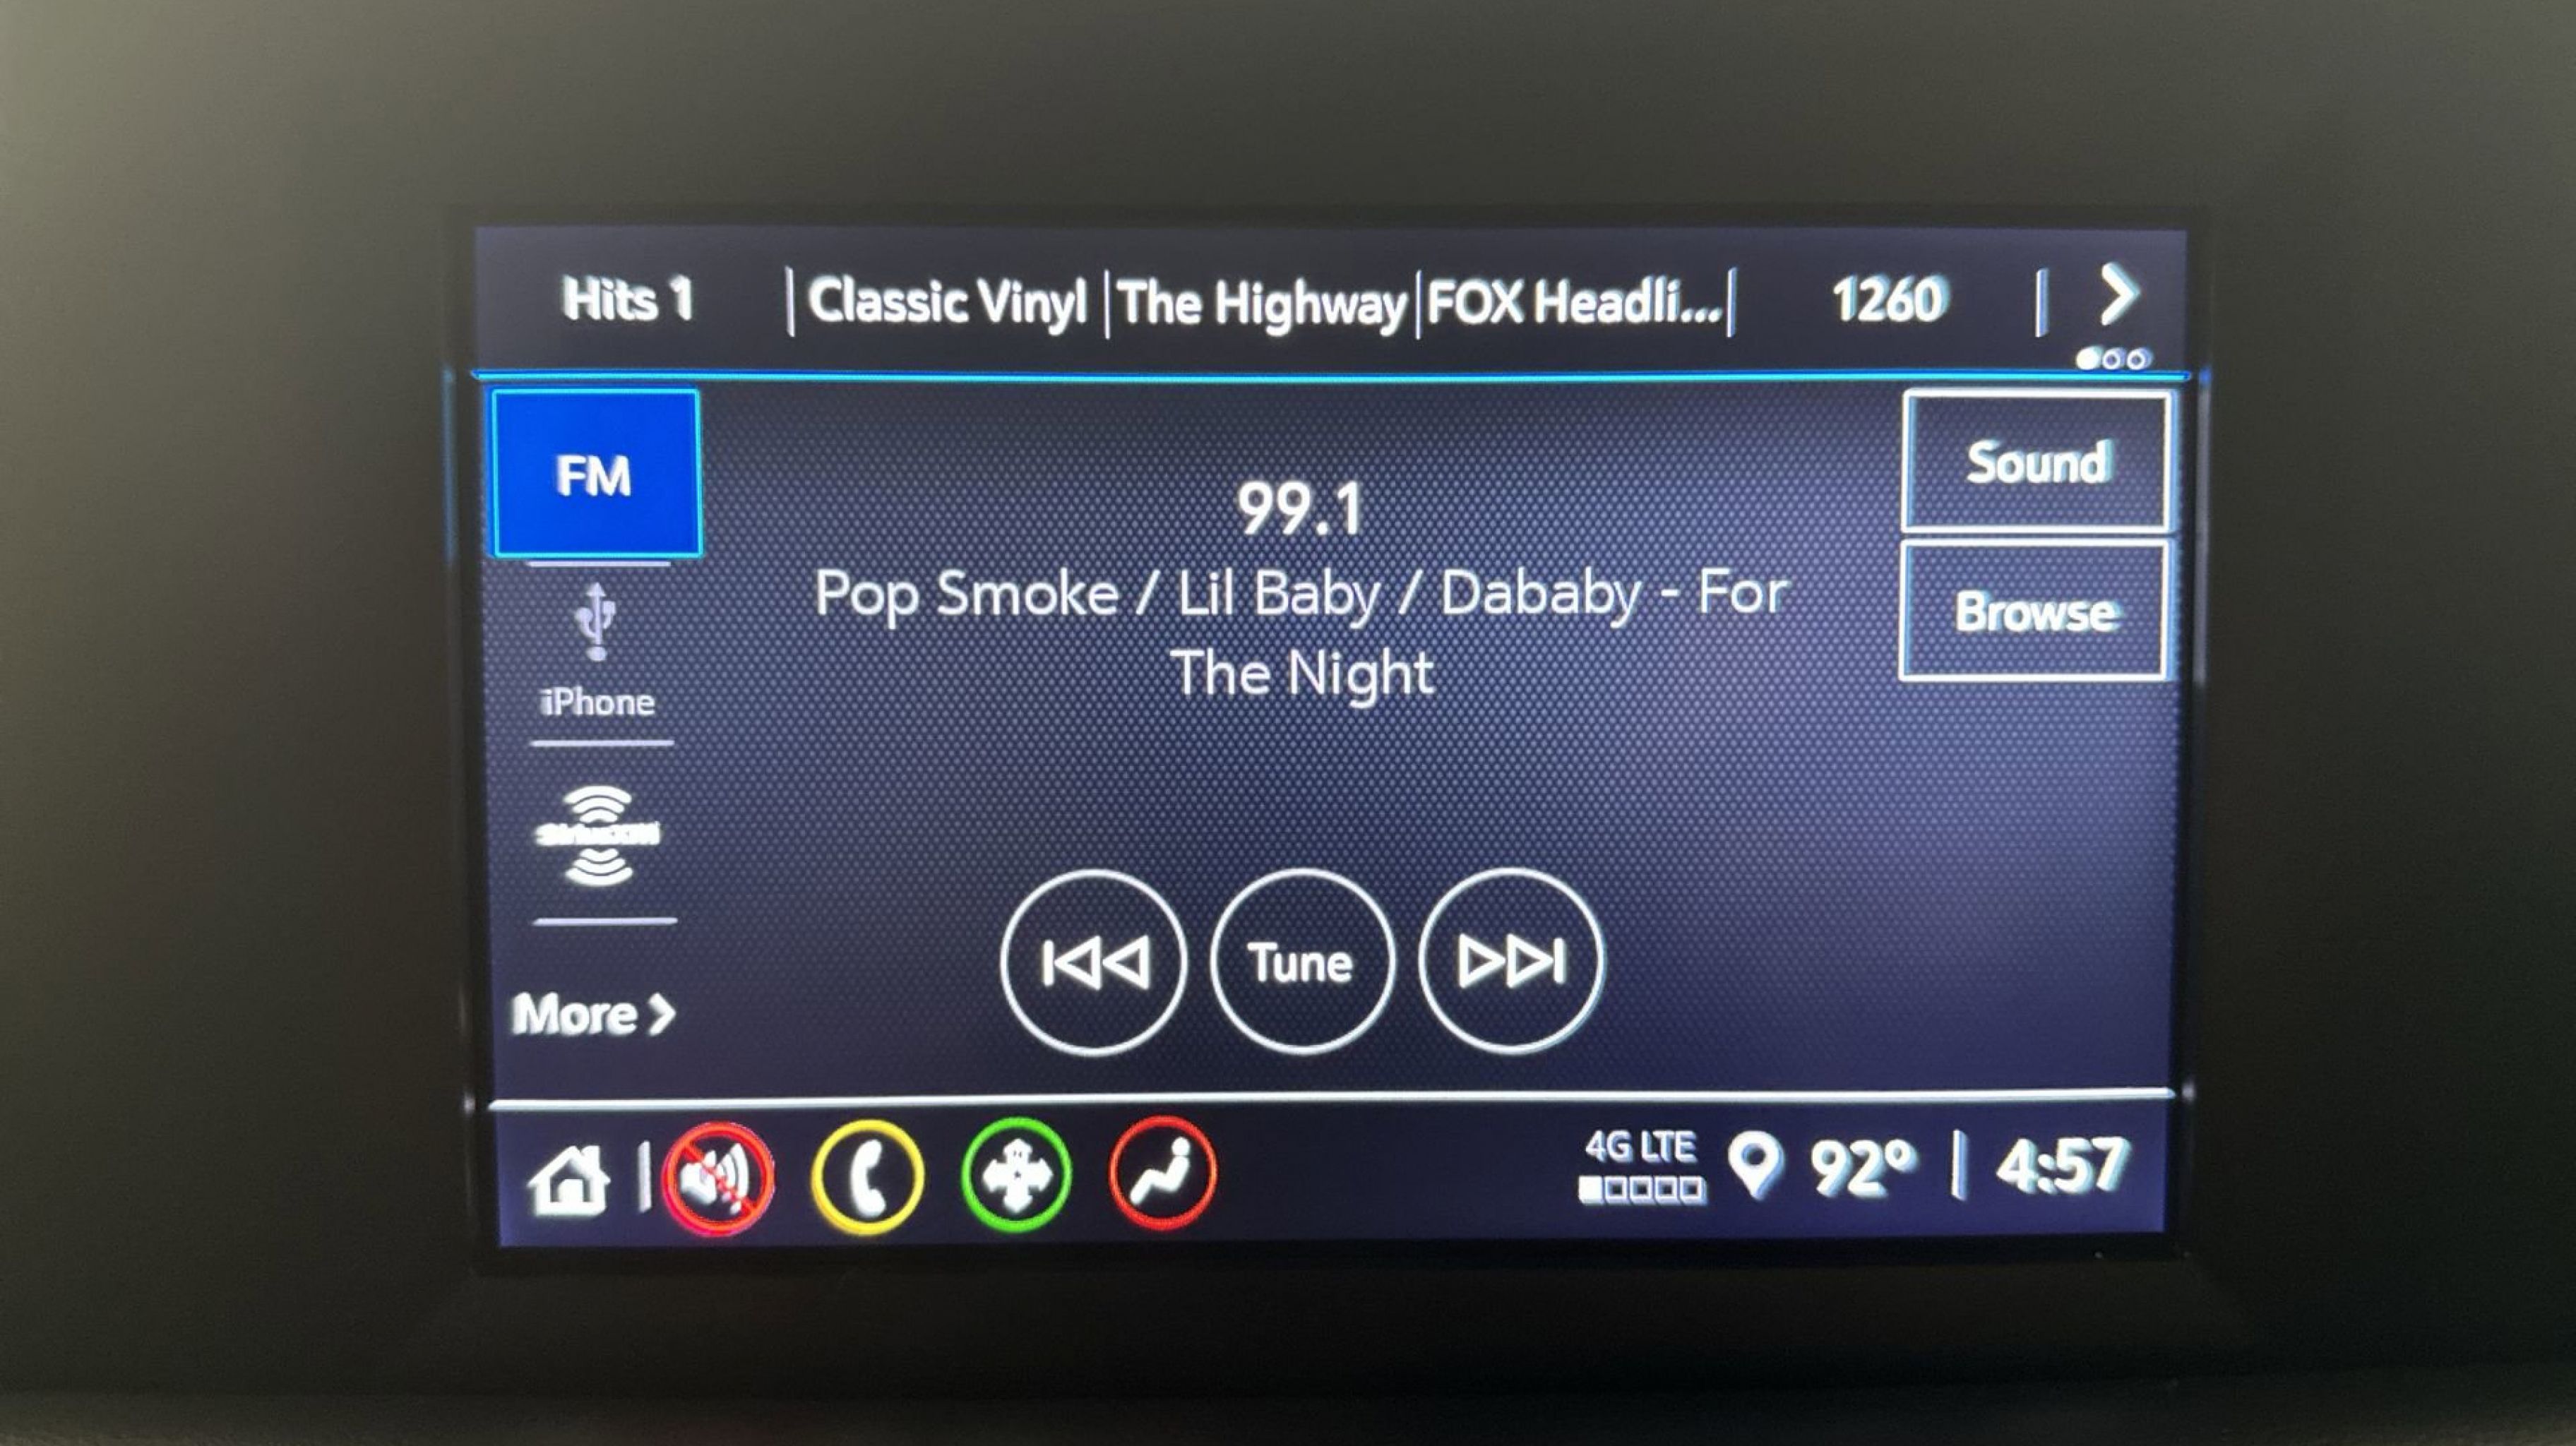 Hits 1 Classic Vinyl The Highway FOX Headli... 1260
FM
Sound
99.1
Pop Smoke / Lil Baby / Dababy - For
The Night
Browse
iPhone
Tune
More
4G LTE
92° 4:57